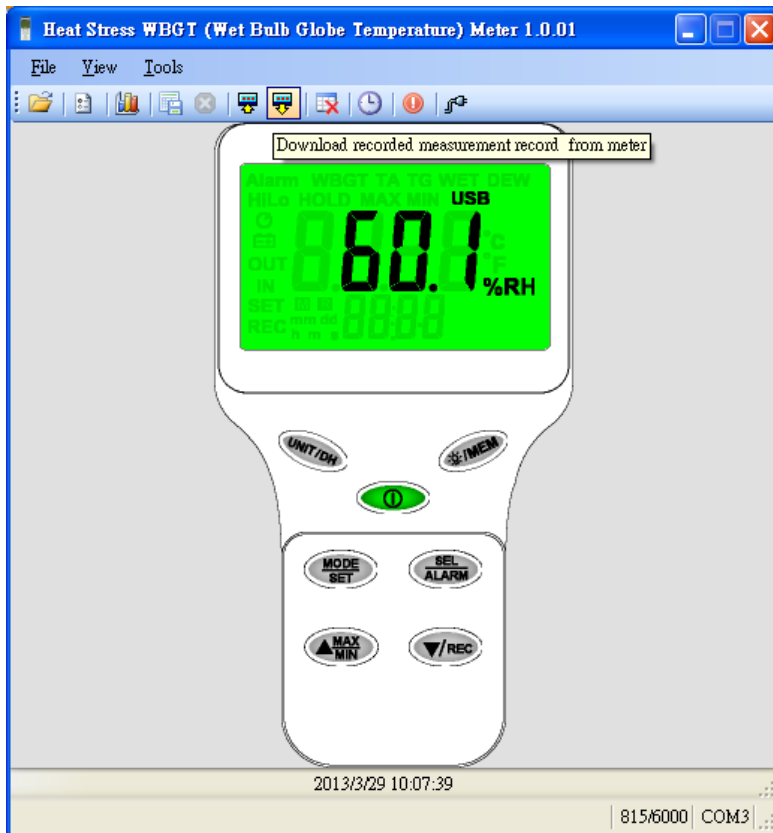 Heat Stress WBGT (Wet Bulb Globe Temperature) Meter 1.0.01
File View Tools
Download recorded measurement record from meter
Alarm WBGT TA TG WET DEW
HiLo HOLD MAX MIN USB
60.1
°C
OUT °F
IN %RH
SET
REC mm dd 88:88
h m s
UNIT/DH
/MEM
MODE
SET
SEL
ALARM
▲ MAX
MIN
▼/REC
2013/3/29 10:07:39
815/6000 COM3